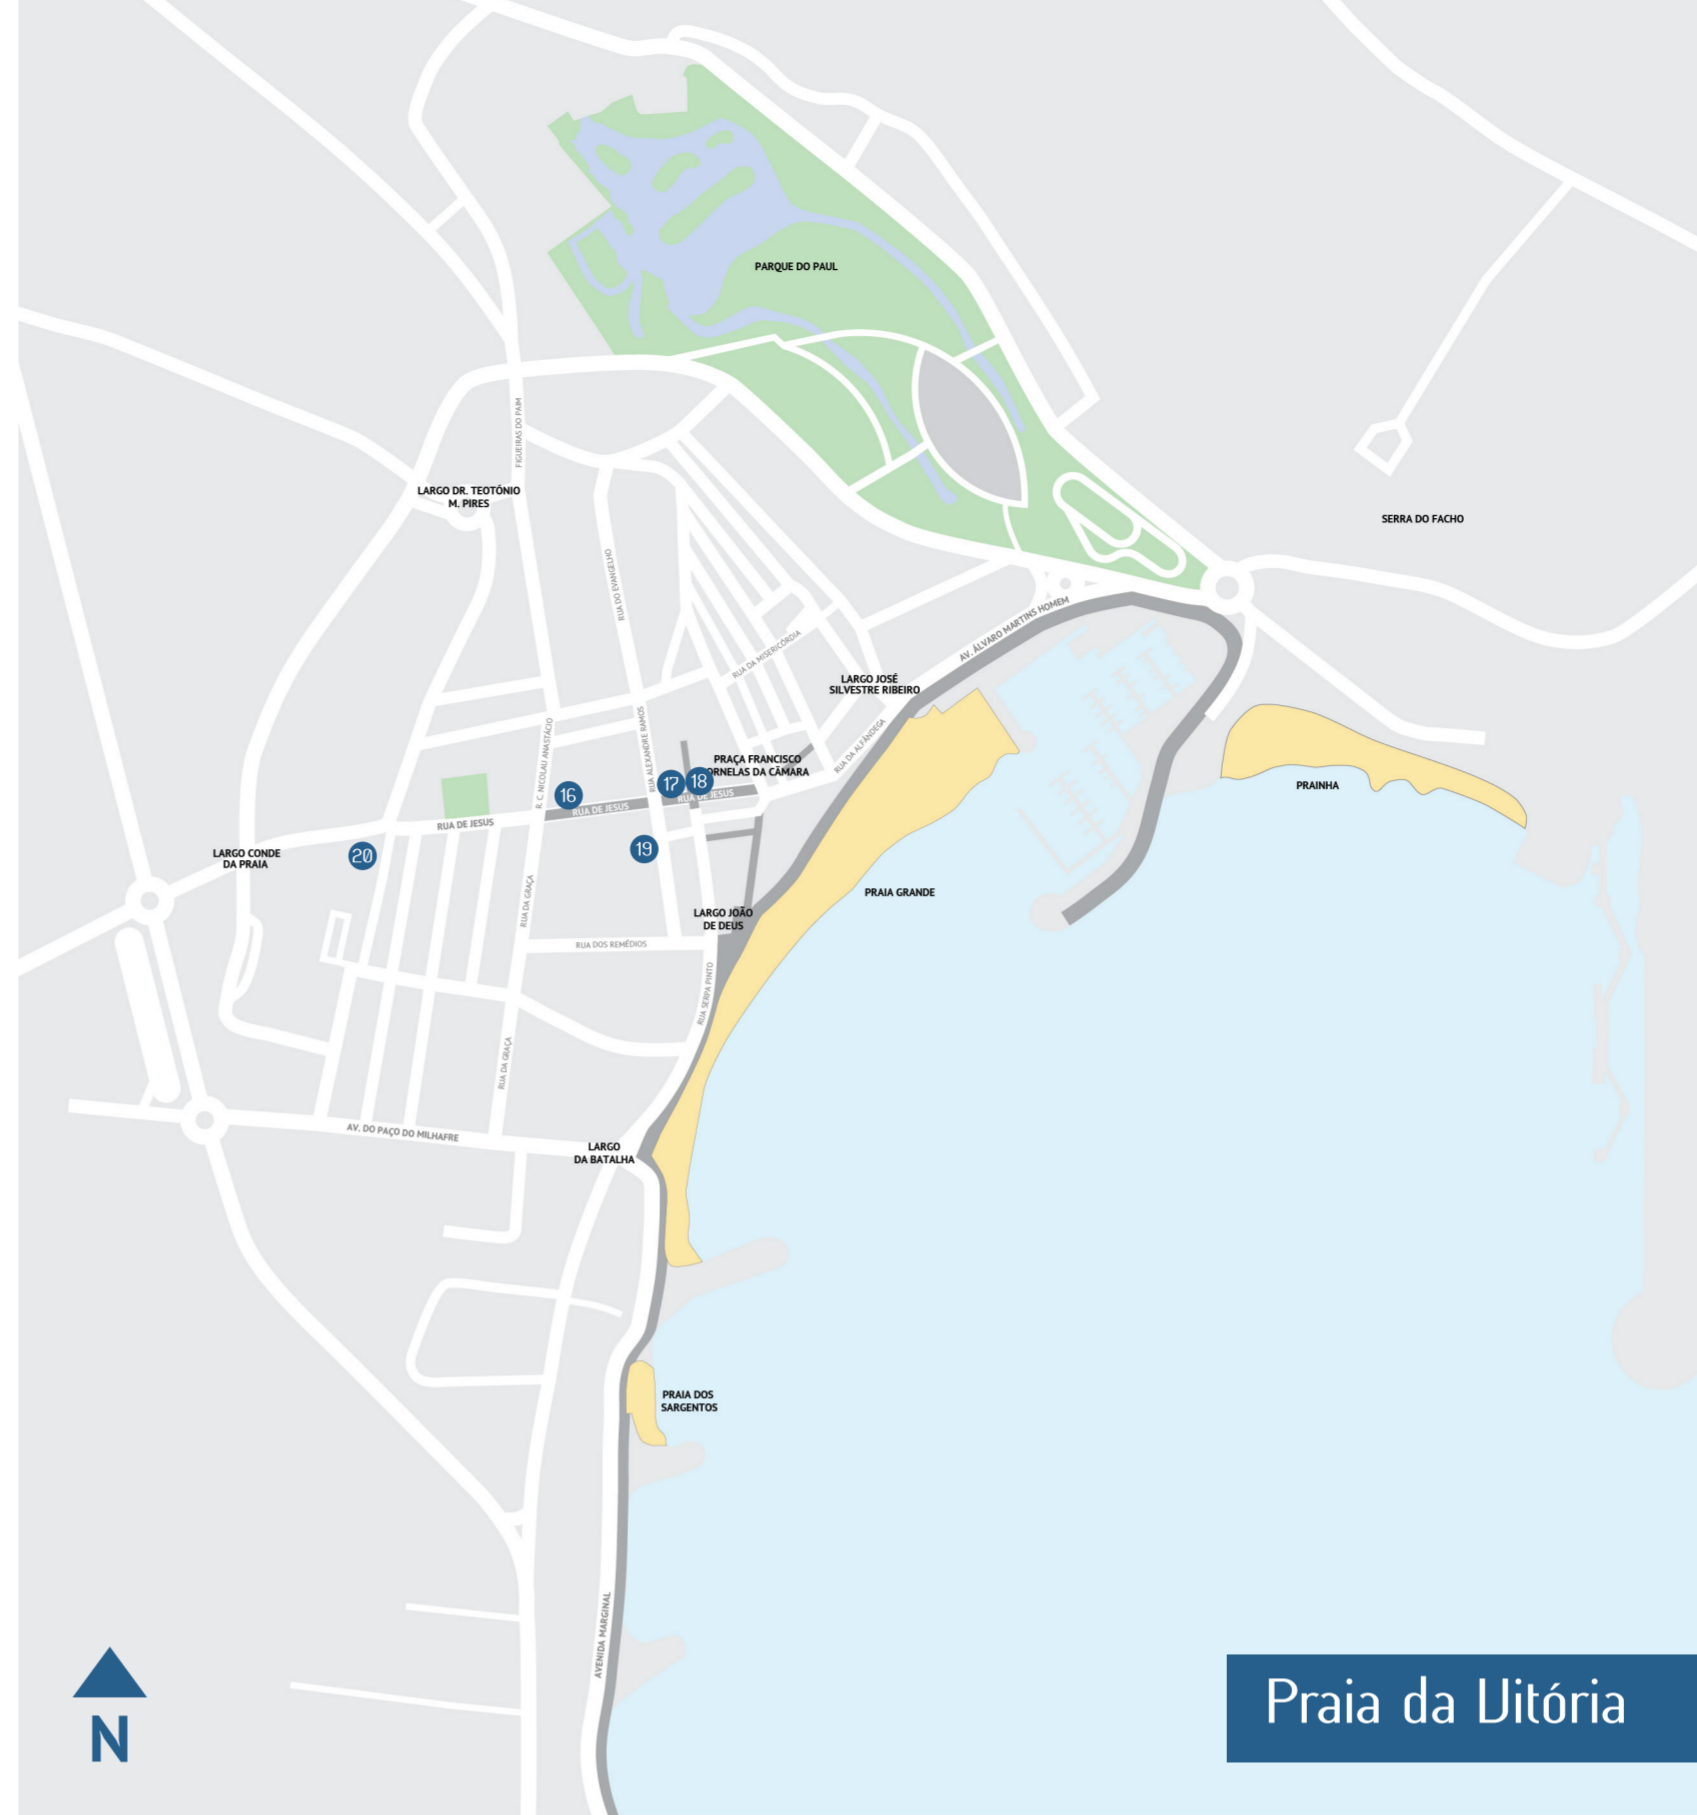 PARQUE DO PAUL
FIGUEIRAS DO PAIM
LARGO DR. TEOTÓNIO
M. PIRES
SERRA DO FACHO
RUA DO EVANGELHO
AV. ÁLVARO MARTINS HOMEM
RUA DA MISERICÓRDIA
LARGO JOSÉ
SILVESTRE RIBEIRO
R. C. NICOLAU ANASTÁCIO
RUA ALEXANDRE RAMOS
RUA DA ALFÂNDEGA
PRAÇA FRANCISCO
ORNELAS DA CÂMARA
PRAINHA
16
17
18
RUA DE JESUS
RUA DE JESUS
RUA DE JESUS
19
20
LARGO CONDE
DA PRAIA
RUA DA GRAÇA
PRAIA GRANDE
LARGO JOÃO
DE DEUS
RUA DOS REMÉDIOS
RUA SERPA PINTO
RUA DA GRAÇA
AV. DO PAÇO DO MILHAFRE
LARGO
DA BATALHA
PRAIA DOS
SARGENTOS
AVENIDA MARGINAL
N
Praia da Vitória